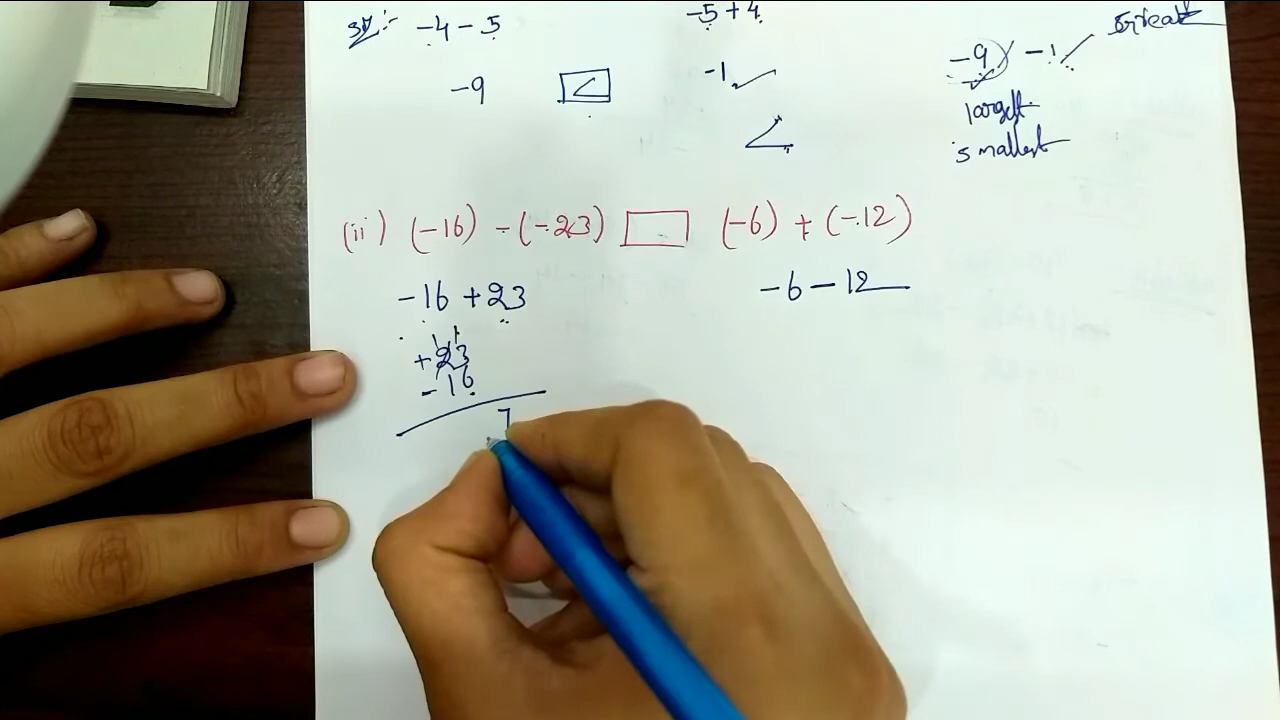 -4 - 5 -5 + 4
-9 < -1 -9 -1
<
smallest
(ii) (-16) - (-23) (-6) + (-12)
-16 + 23 -6 - 12
11
+23
-16
7